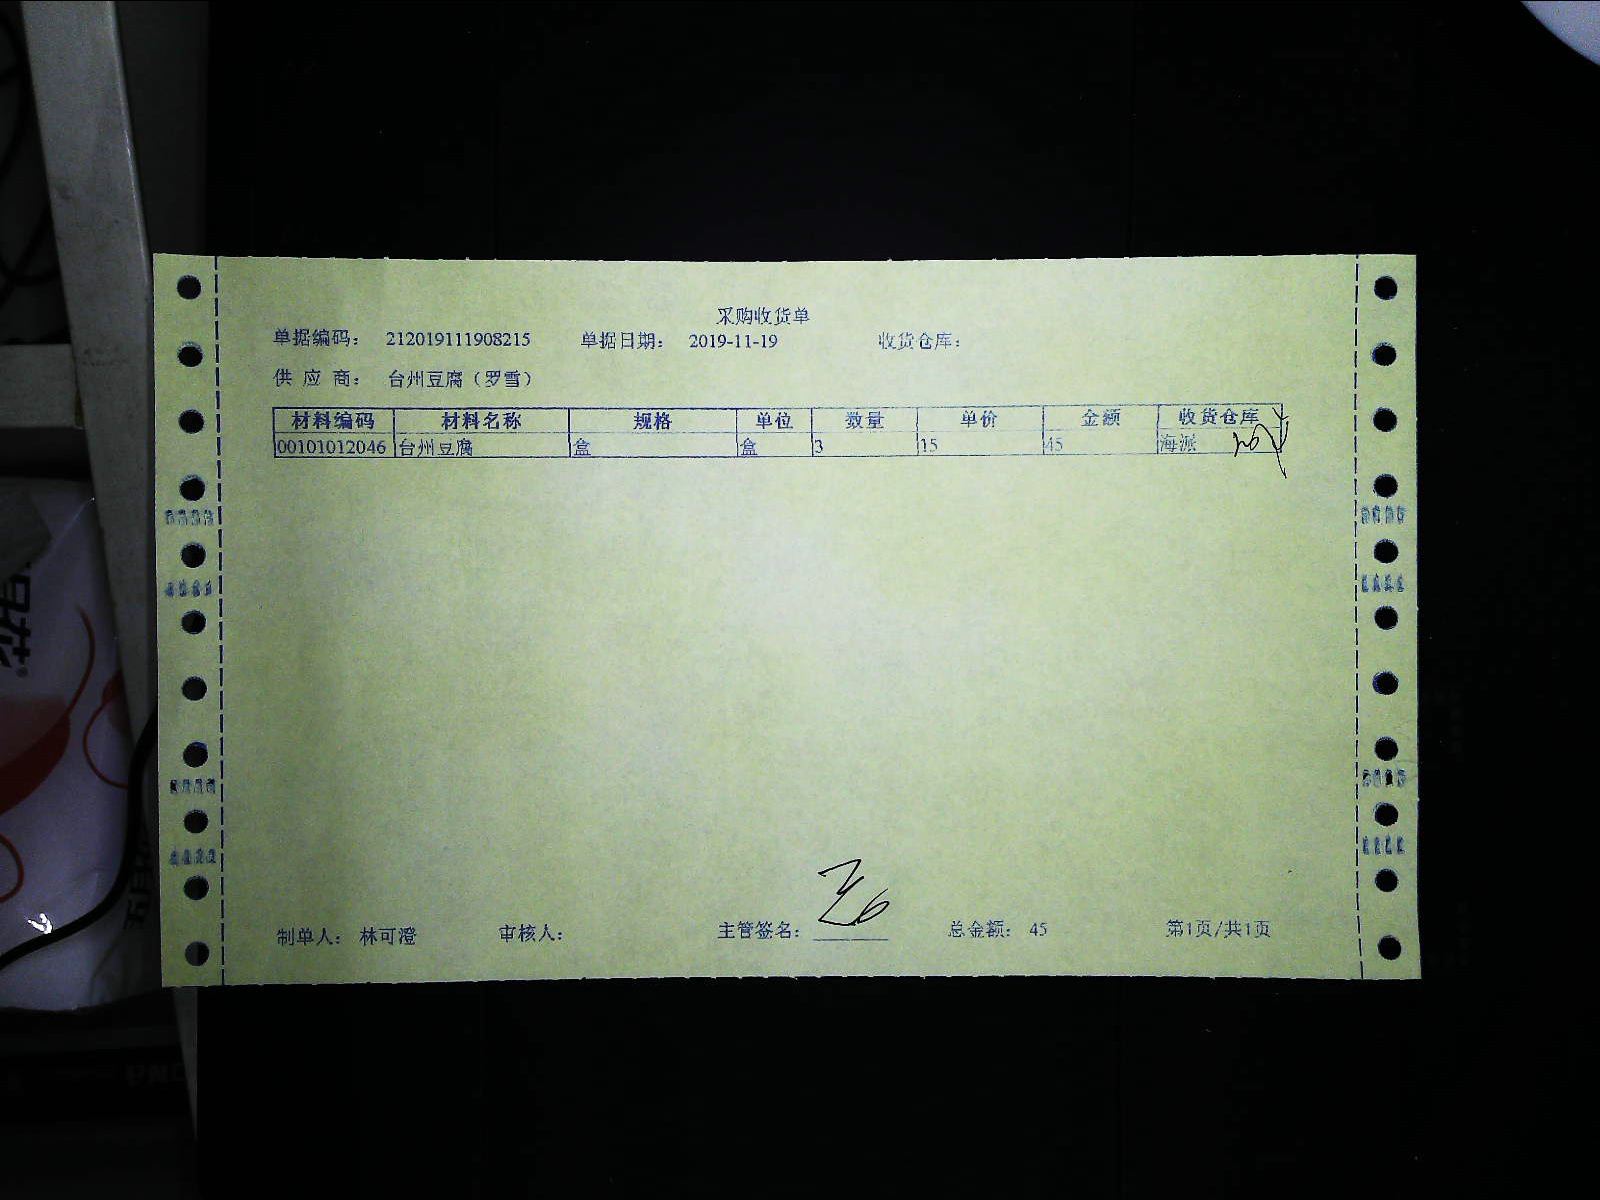 采购收货单
单据编码： 212019111908215 单据日期： 2019-11-19 收货仓库：
供 应 商： 台州豆腐（罗雪）
材料编码 材料名称 规格 单位 数量 单价 金额 收货仓库
00101012046 台州豆腐 盒 盒 3 15 45 海派
制单人： 林可澄 审核人： 主管签名： 总金额： 45 第1页/共1页